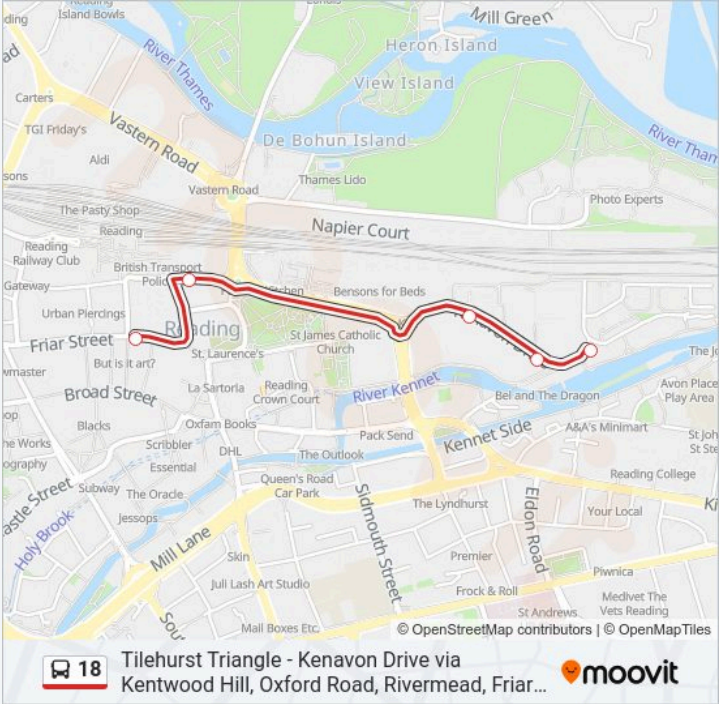 Reading
Island Bowls
Mill Green
Heron Island
River Thames
View Island
Carters
TGI Friday's
Vastern Road
Aldi
De Bohun Island
River Tham
Thames Lido
Vastern Road
Photo Experts
The Pasty Shop
Reading
Napier Court
Reading
Railway Club
British Transport
Gateway
Bensons for Beds
Urban Piercings
Friar Street
Reading
St James Catholic
Church
St. Laurence's
But is it art?
wmaster
Broad Street
La Sartoria
Reading
Crown Court
River Kennet
Bel and The Dragon
Avon Place
Play Area
Blacks
Oxfam Books
Pack Send
Kennet Side
A&A's Minimart
Scribbler
DHL
The Outlook
Essential
Queen's Road
Car Park
Reading College
Subway
The Oracle
The Lyndhurst
Jessops
Your Local
Holy Brook
Mill Lane
Sidmouth Street
Eldon Road
Skin
Premier
Piwnica
Juli Lash Art Studio
Frock & Roll
Medivet The
Vets Reading
St Andrews
Mail Boxes Etc.
© OpenStreetMap contributors | © OpenMapTiles
18
Tilehurst Triangle - Kenavon Drive via
Kentwood Hill, Oxford Road, Rivermead, Friar...
moovit